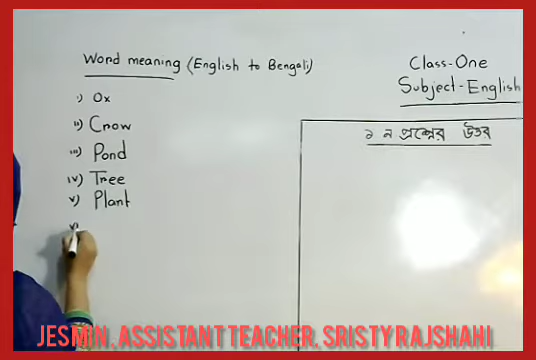 Word meaning (English to Bengali)
i) Ox
ii) Crow
iii) Pond
iv) Tree
v) Plant
Class-One
Subject-English
১ নং প্রশ্নের উত্তর
JESMIN, ASSISTANT TEACHER, SRISTY RAJSHAHI